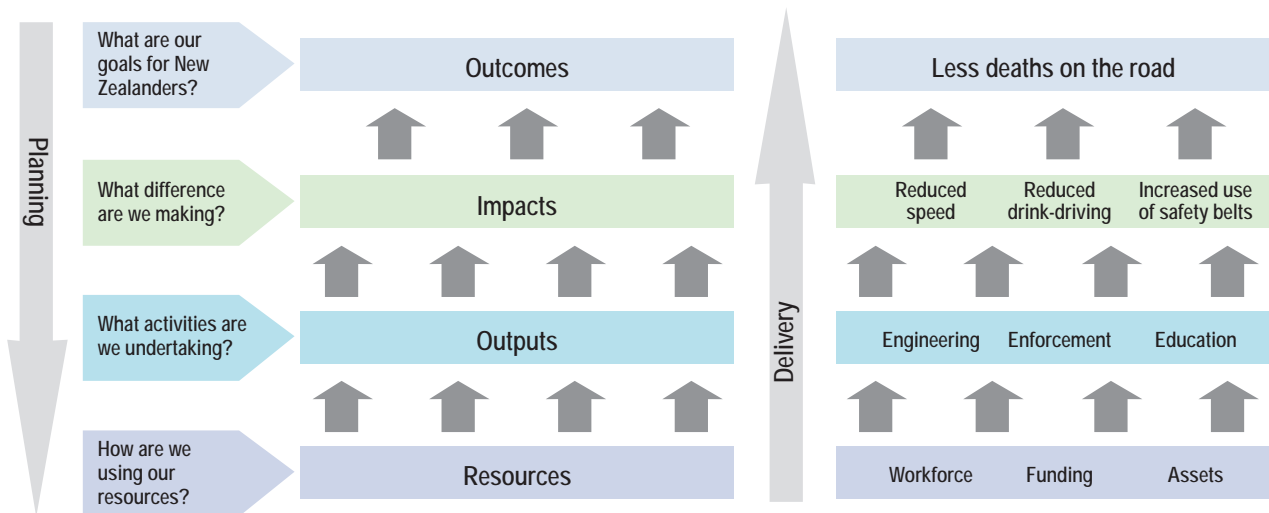 Planning
What are our
goals for New
Zealanders?
Outcomes
What difference
are we making?
Impacts
What activities are
we undertaking?
Outputs
How are we
using our
resources?
Resources
Delivery
Less deaths on the road
Reduced
speed
Reduced
drink-driving
Increased use
of safety belts
Engineering
Enforcement
Education
Workforce
Funding
Assets